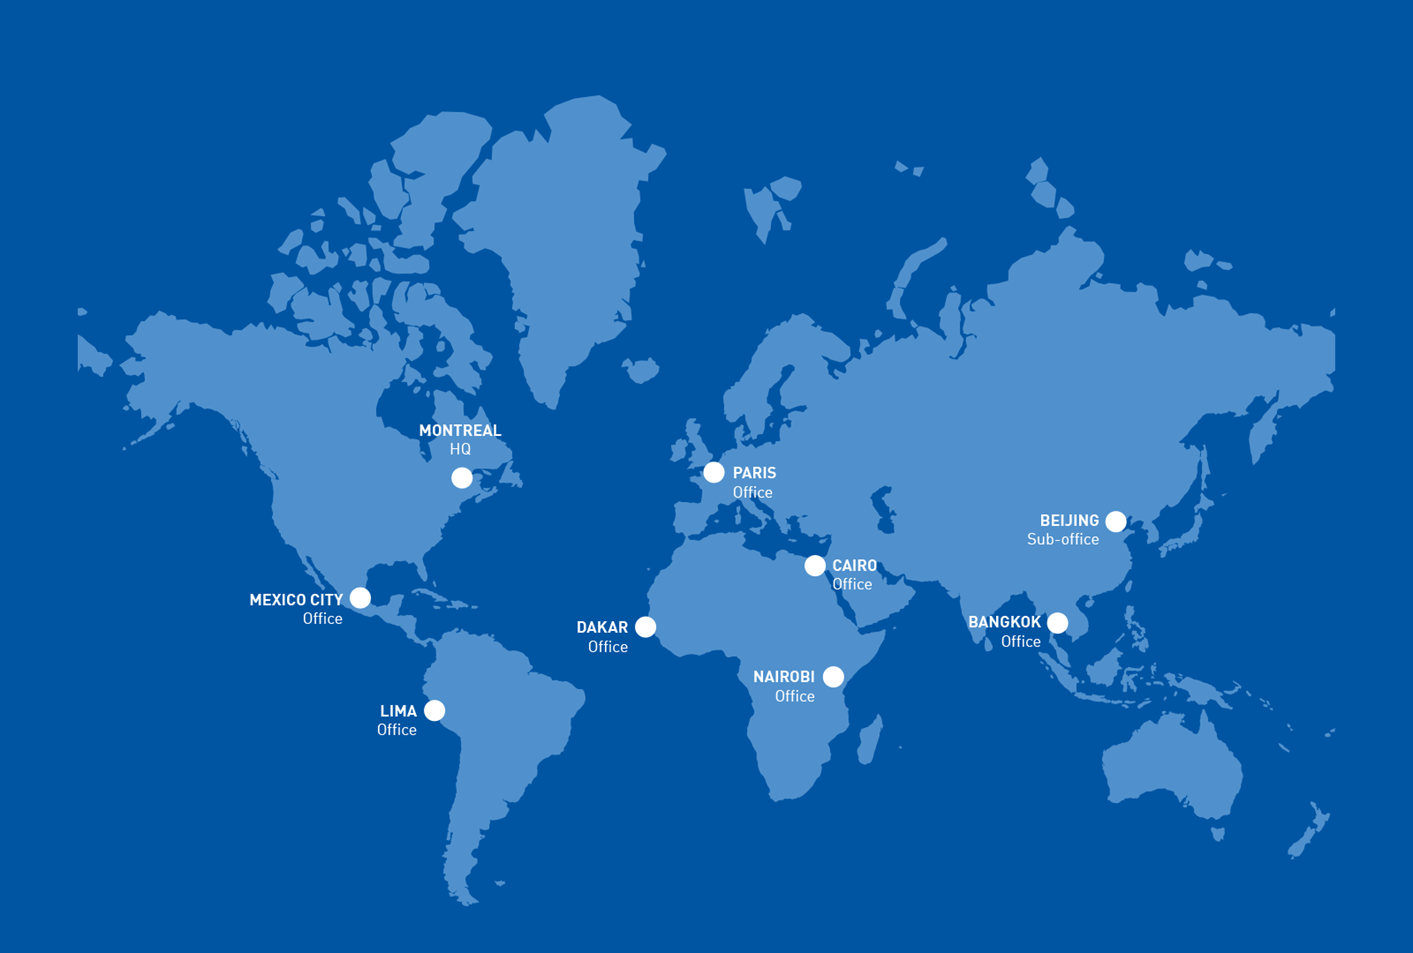 MONTREAL
HQ
PARIS
Office
BEIJING
Sub-office
CAIRO
Office
MEXICO CITY
Office
DAKAR
Office
BANGKOK
Office
NAIROBI
Office
LIMA
Office